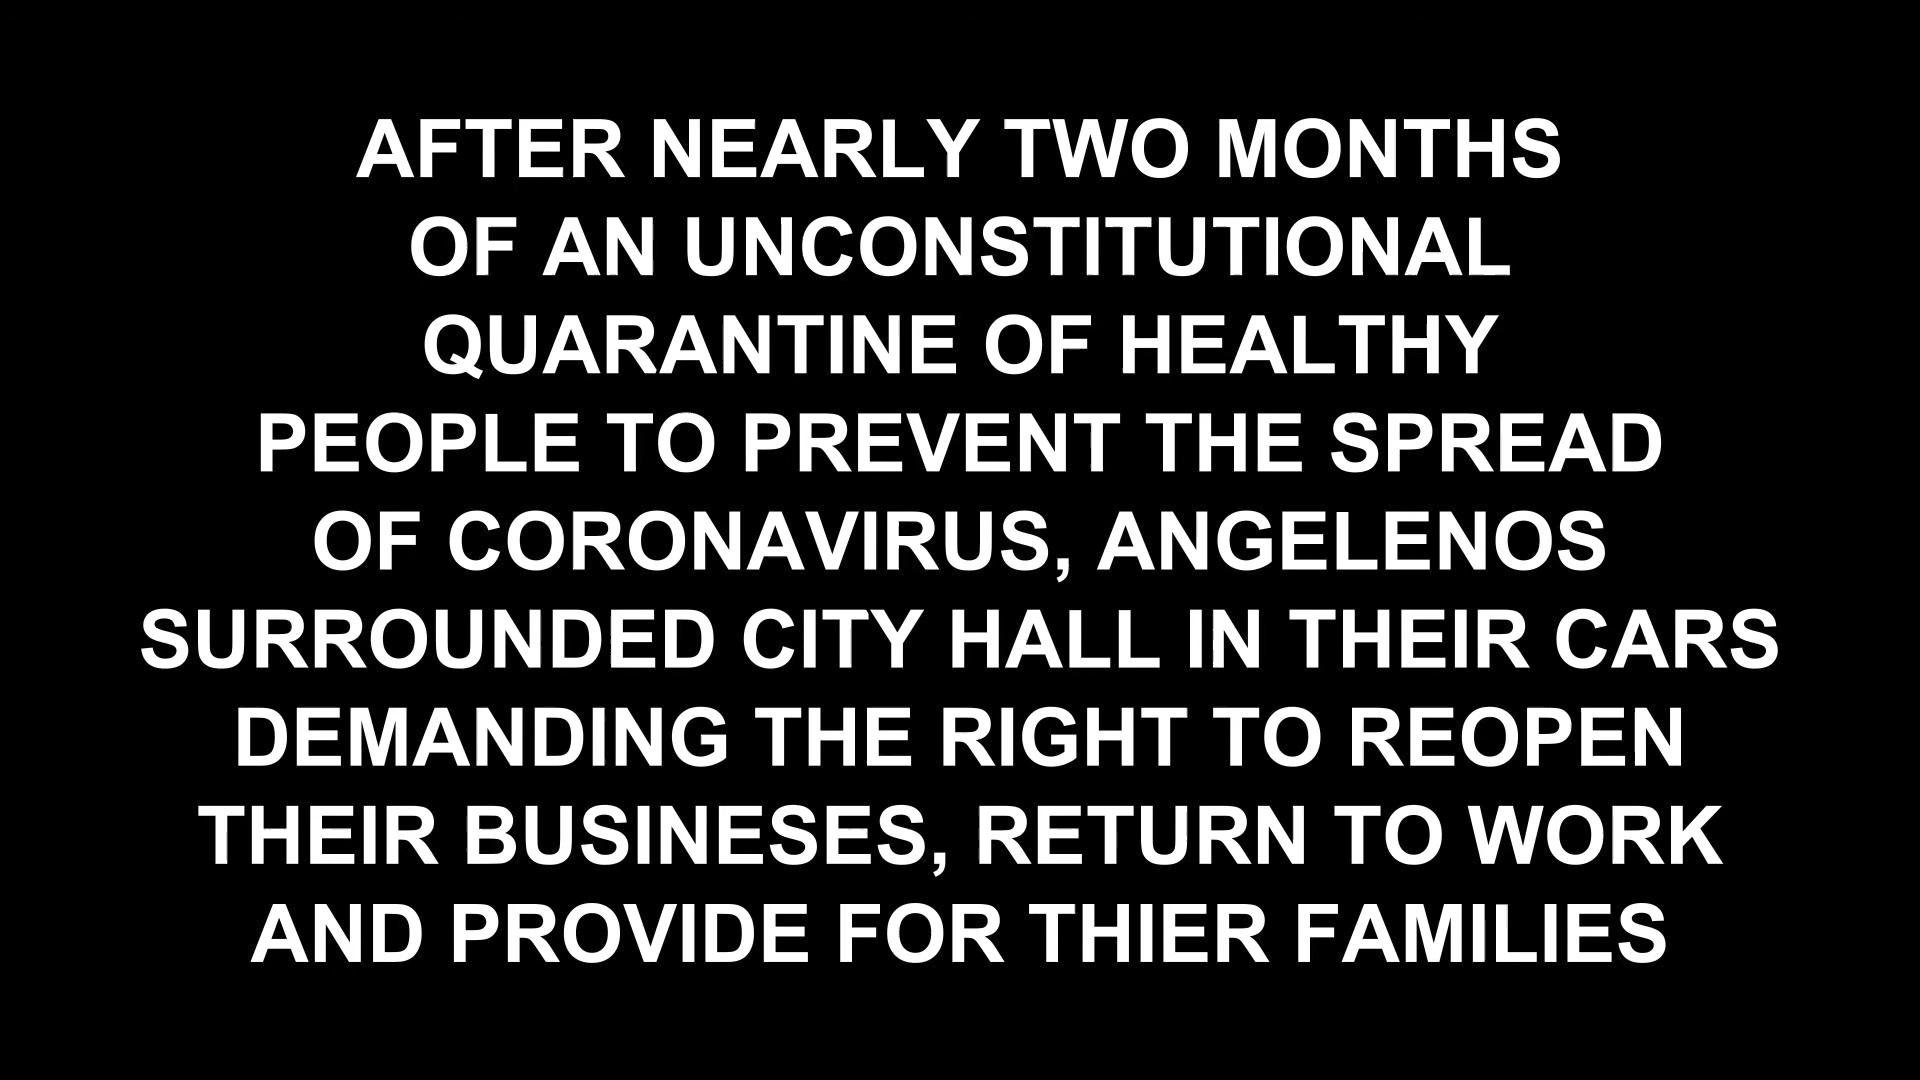 AFTER NEARLY TWO MONTHS
OF AN UNCONSTITUTIONAL
QUARANTINE OF HEALTHY
PEOPLE TO PREVENT THE SPREAD
OF CORONAVIRUS, ANGELENOS
SURROUNDED CITY HALL IN THEIR CARS
DEMANDING THE RIGHT TO REOPEN
THEIR BUSINESES, RETURN TO WORK
AND PROVIDE FOR THIER FAMILIES